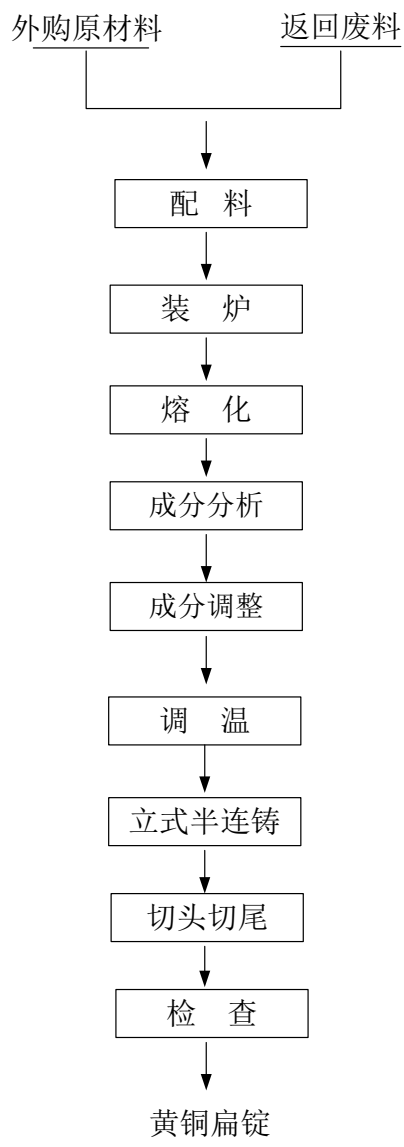 外购原材料 返回废料
配 料
装 炉
熔 化
成分分析
成分调整
调 温
立式半连铸
切头切尾
检 查
黄铜扁锭